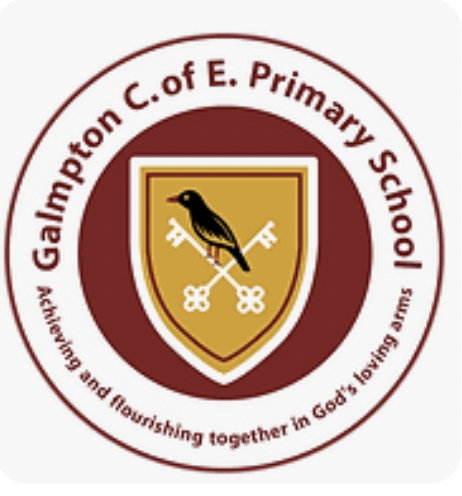 Galmpton C. of E. Primary School
Achieving and flourishing together in God's loving arms